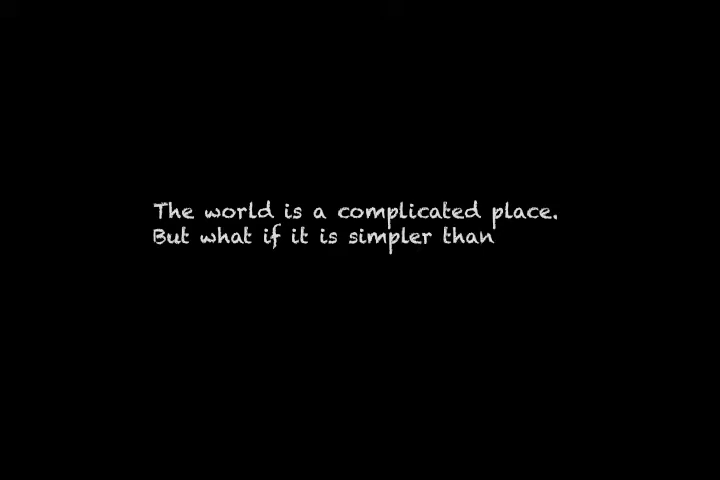 The world is a complicated place.
But what if it is simpler than